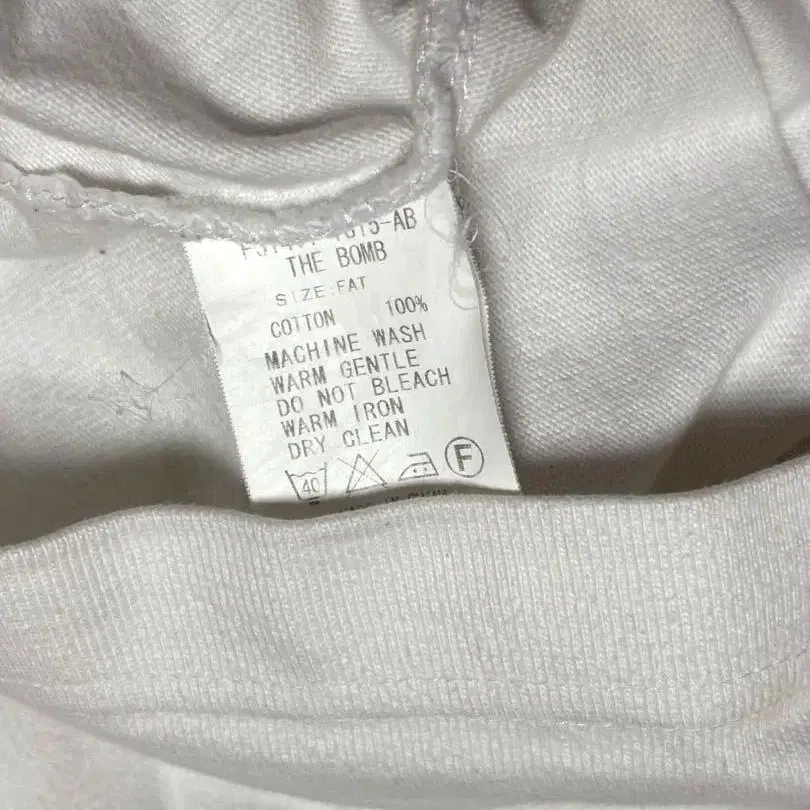 THE BOMB
SIZE:FAT
COTTON 100%
MACHINE WASH
WARM GENTLE
DO NOT BLEACH
WARM IRON
DRY CLEAN
40 F